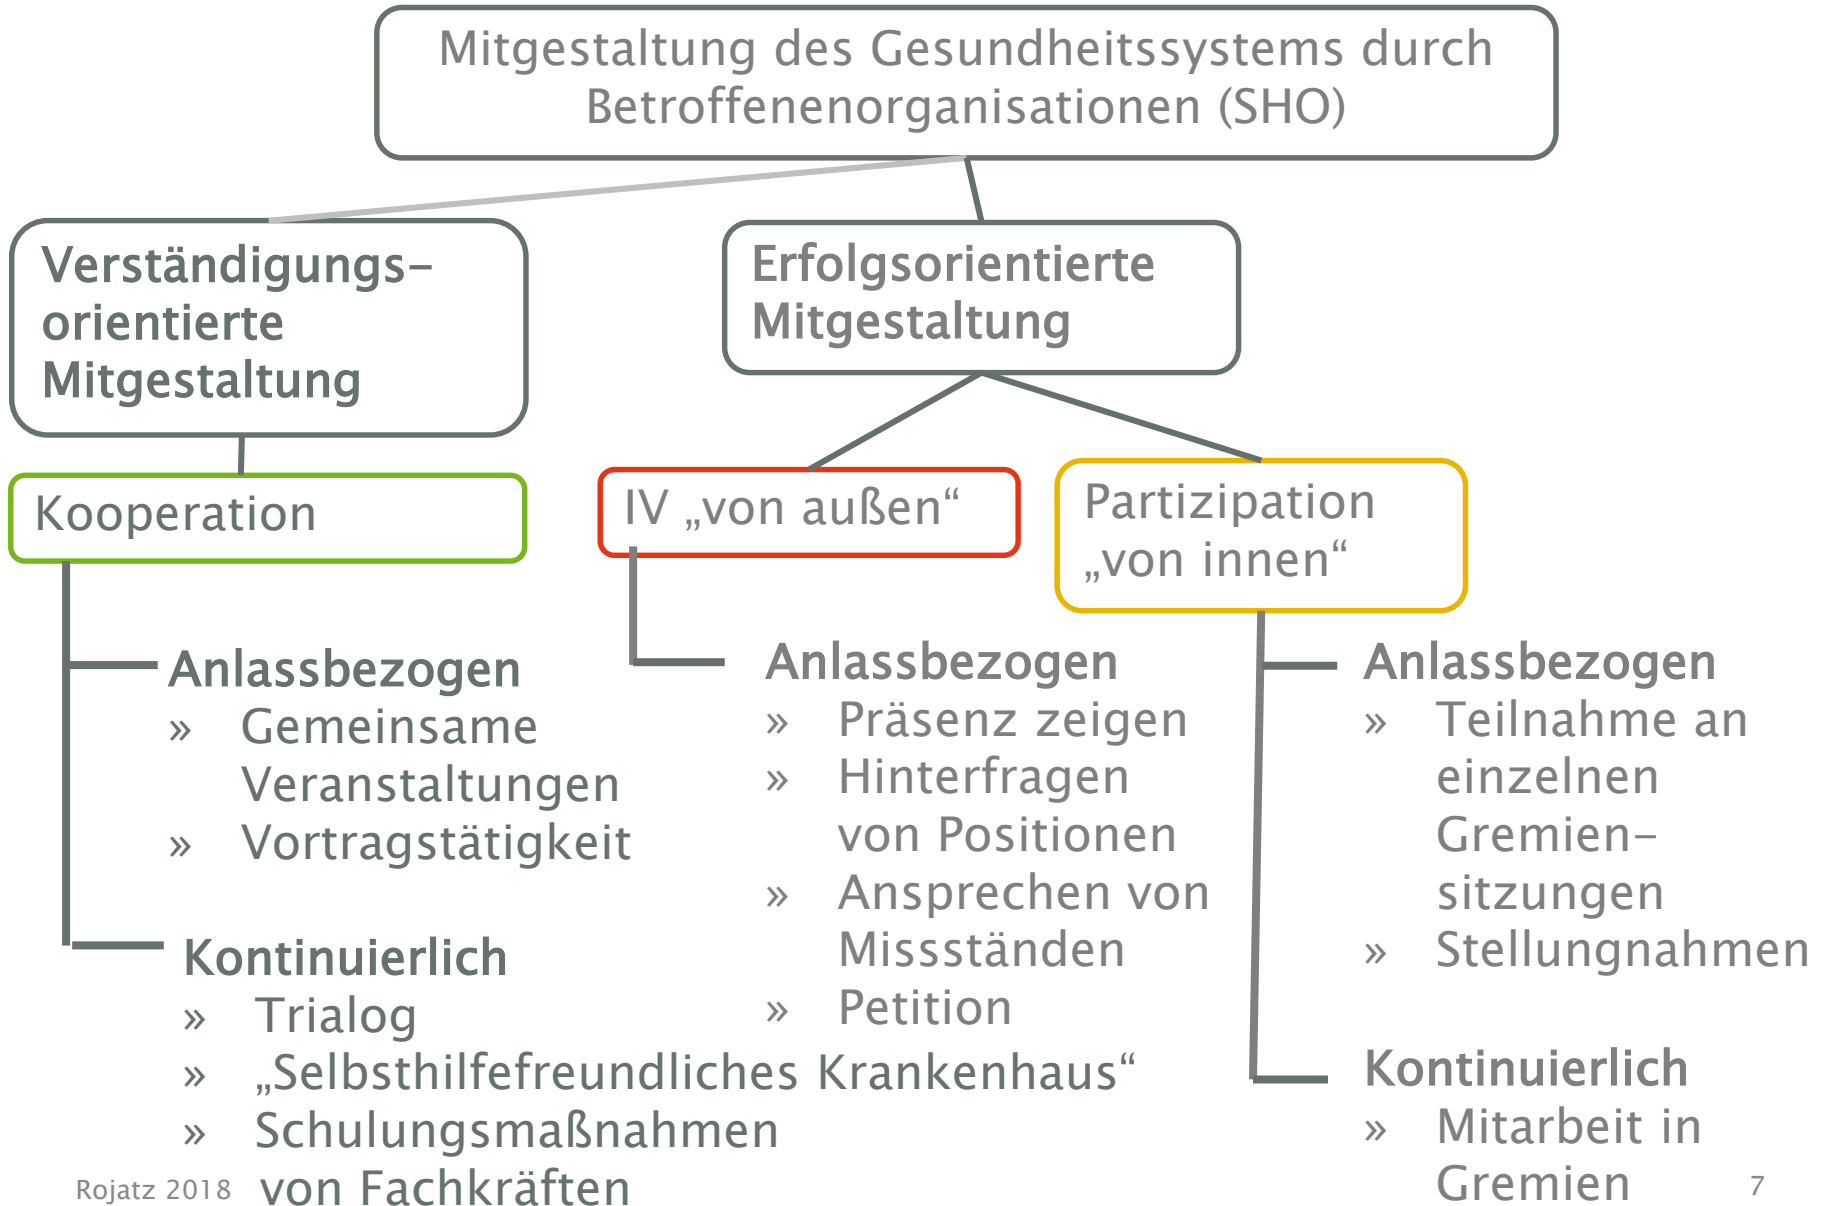 Mitgestaltung des Gesundheitssystems durch
Betroffenenorganisationen (SHO)
Verständigungs-
orientierte
Mitgestaltung
Erfolgsorientierte
Mitgestaltung
Kooperation
IV „von außen“
Partizipation
„von innen“
Anlassbezogen
» Gemeinsame
Veranstaltungen
» Vortragstätigkeit
Kontinuierlich
» Trialog
» „Selbsthilfefreundliches Krankenhaus“
» Schulungsmaßnahmen
von Fachkräften
Anlassbezogen
» Präsenz zeigen
» Hinterfragen
von Positionen
» Ansprechen von
Missständen
» Petition
Anlassbezogen
» Teilnahme an
einzelnen
Gremien-
sitzungen
» Stellungnahmen
Kontinuierlich
» Mitarbeit in
Gremien
Rojatz 2018
7